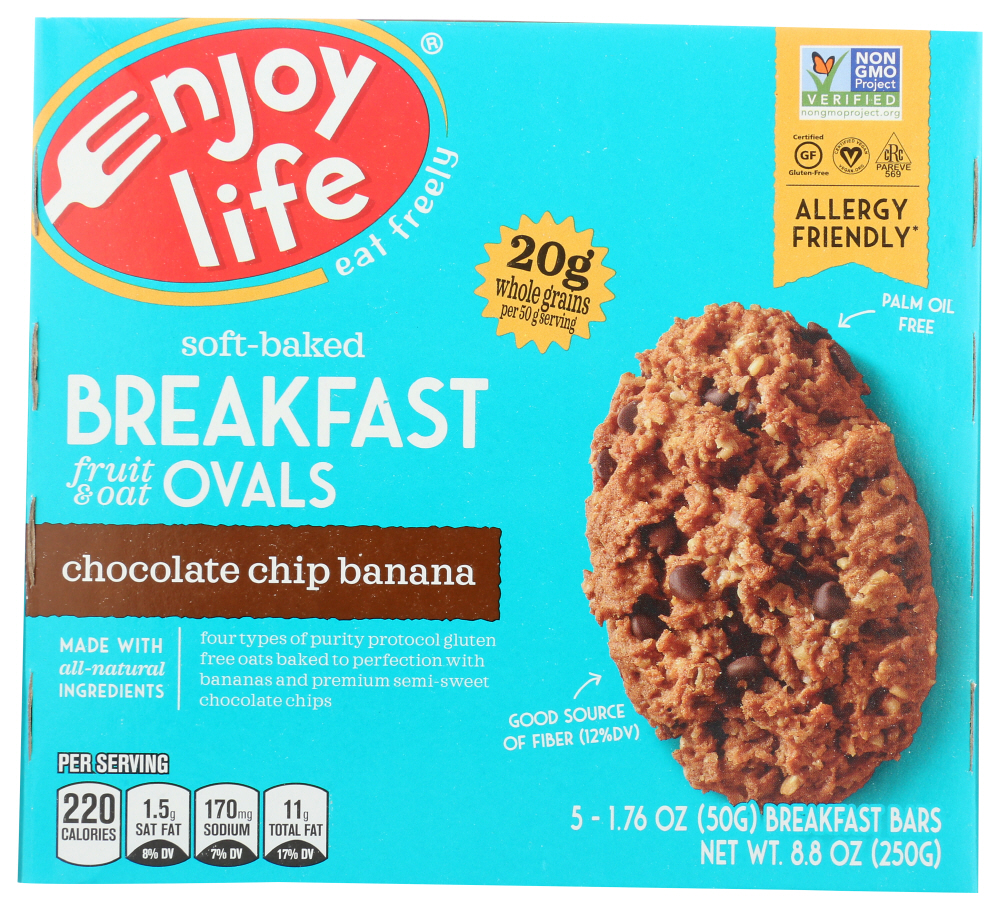 Enjoy
life
®
eat freely
NON
GMO
Project
VERIFIED
nongmoproject.org
Certified
GF
Gluten-Free
CERTIFIED VEGAN
VEGAN.ORG
cRc
PAREVE
569
ALLERGY
FRIENDLY*
20g
whole grains
per 50 g serving
PALM OIL
FREE
soft-baked
BREAKFAST
fruit
& oat OVALS
chocolate chip banana
MADE WITH
all-natural
INGREDIENTS
four types of purity protocol gluten
free oats baked to perfection with
bananas and premium semi-sweet
chocolate chips
GOOD SOURCE
OF FIBER (12%DV)
PER SERVING
220
CALORIES
1.5g
SAT FAT
8% DV
170mg
SODIUM
7% DV
11g
TOTAL FAT
17% DV
5 - 1.76 OZ (50G) BREAKFAST BARS
NET WT. 8.8 OZ (250G)